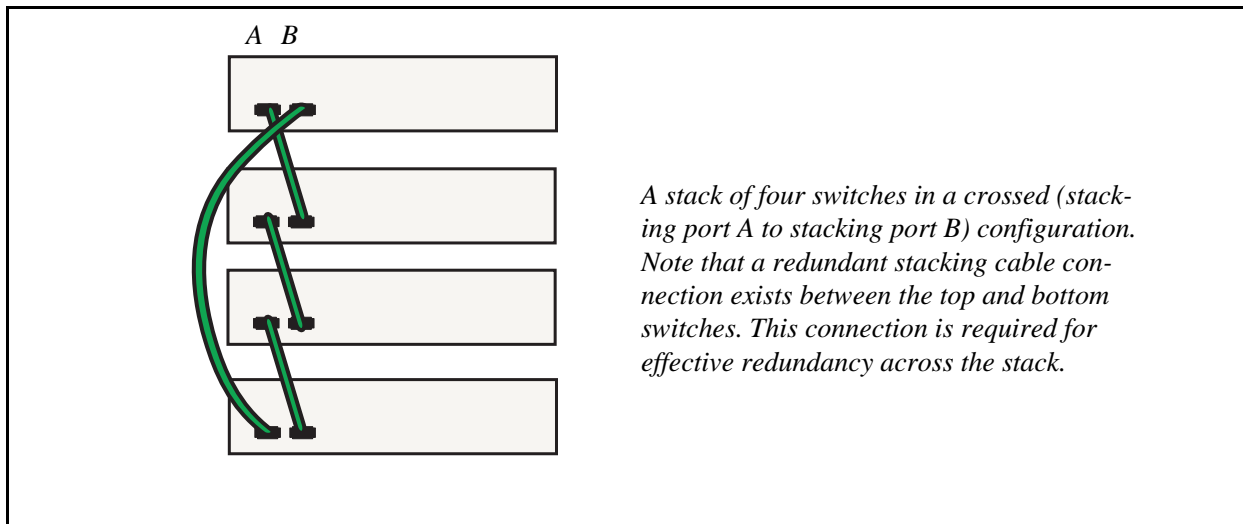 A B
A stack of four switches in a crossed (stack-
ing port A to stacking port B) configuration.
Note that a redundant stacking cable con-
nection exists between the top and bottom
switches. This connection is required for
effective redundancy across the stack.